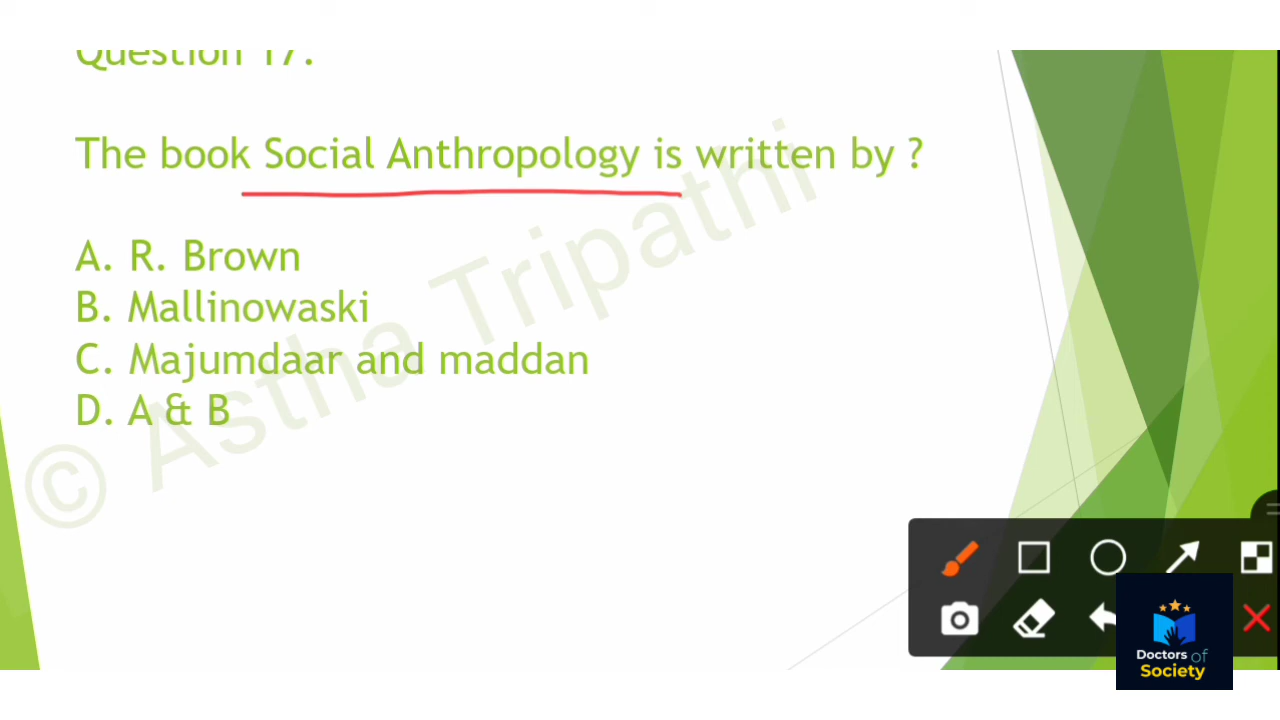 Question 17.
The book Social Anthropology is written by ?
A. R. Brown
B. Mallinowaski
C. Majumdaar and maddan
D. A & B
© Astha Tripathi
Doctors of
Society